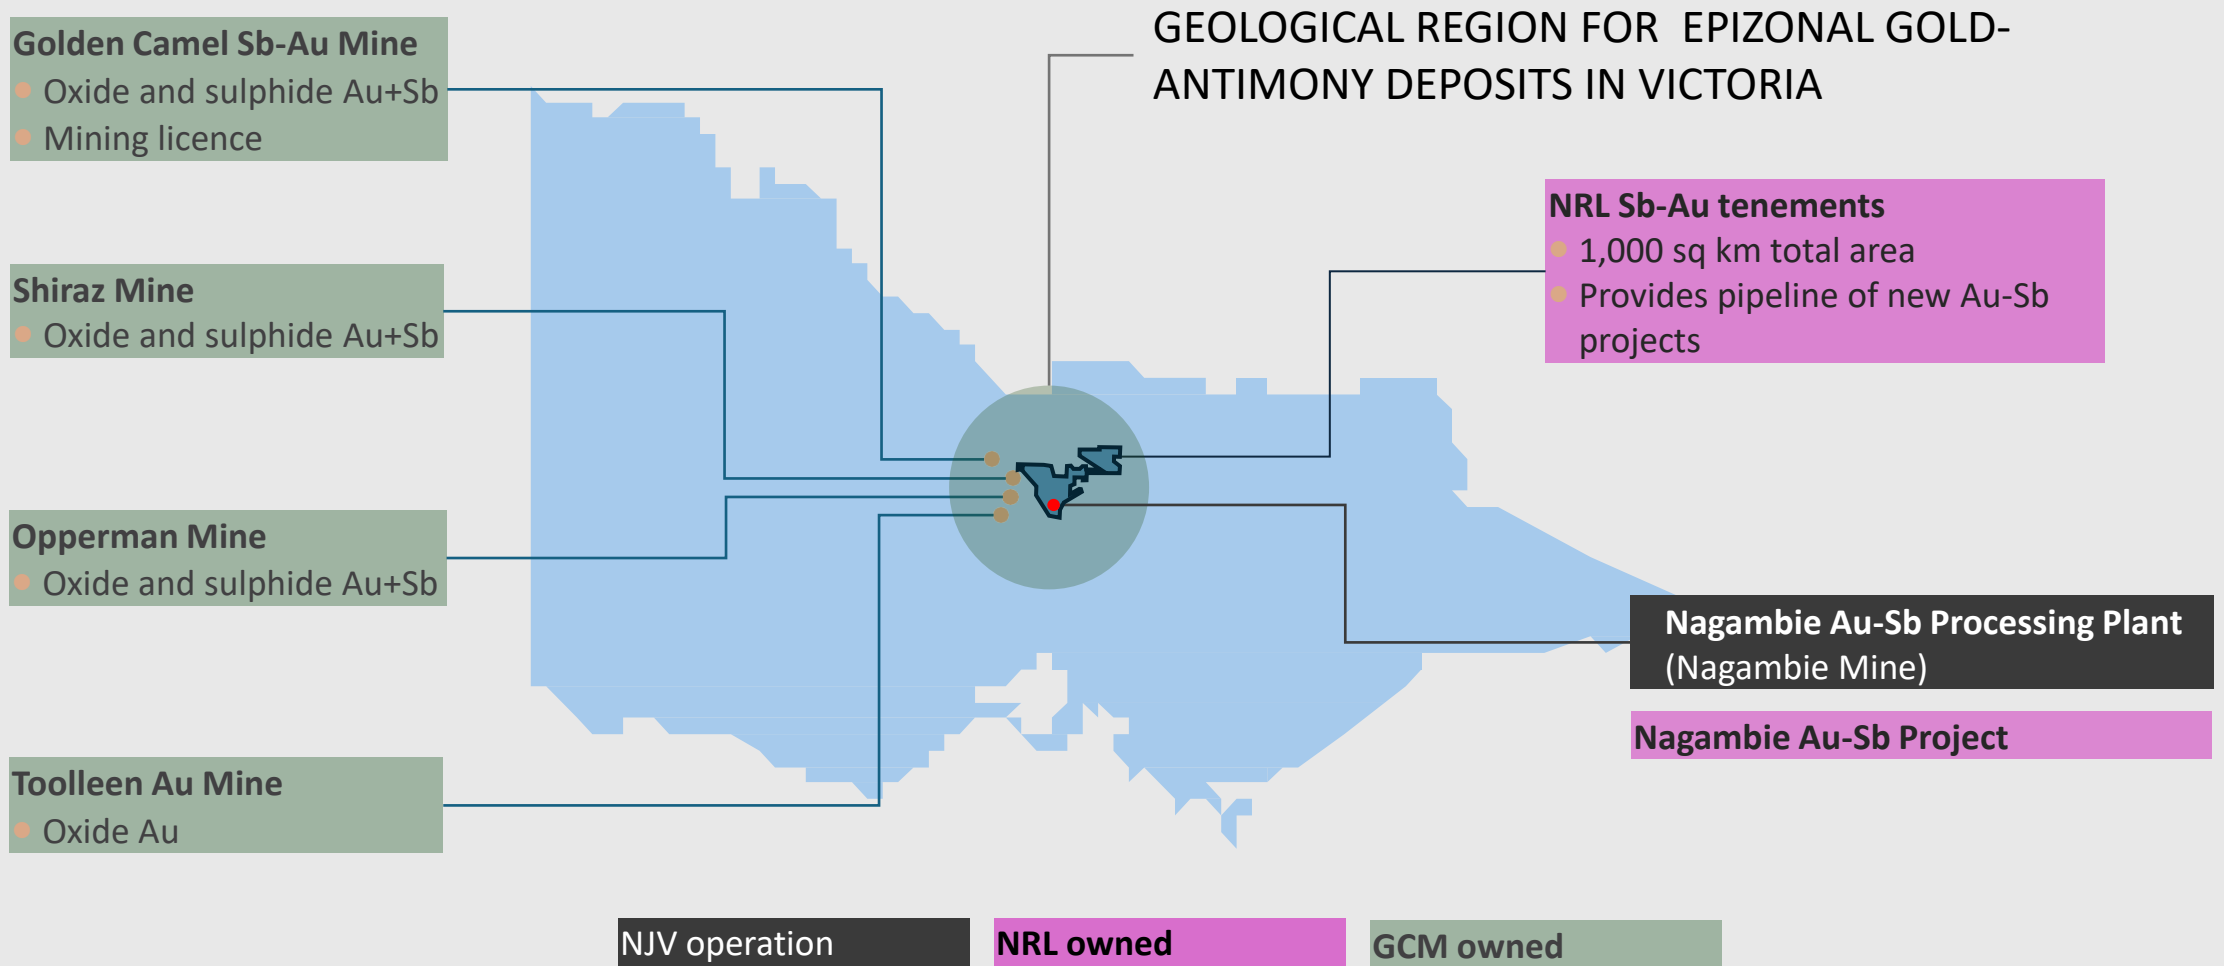 GEOLOGICAL REGION FOR EPIZONAL GOLD-
ANTIMONY DEPOSITS IN VICTORIA
Golden Camel Sb-Au Mine
Oxide and sulphide Au+Sb
Mining licence
Shiraz Mine
Oxide and sulphide Au+Sb
Opperman Mine
Oxide and sulphide Au+Sb
Toolleen Au Mine
Oxide Au
NRL Sb-Au tenements
1,000 sq km total area
Provides pipeline of new Au-Sb
projects
Nagambie Au-Sb Processing Plant
(Nagambie Mine)
Nagambie Au-Sb Project
NJV operation
NRL owned
GCM owned